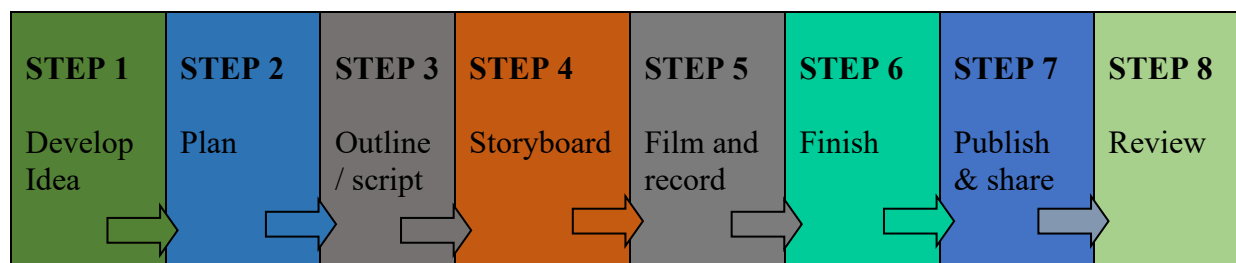 STEP 1
Develop
Idea
STEP 2
Plan
STEP 3
Outline
/ script
STEP 4
Storyboard
STEP 5
Film and
record
STEP 6
Finish
STEP 7
Publish
& share
STEP 8
Review